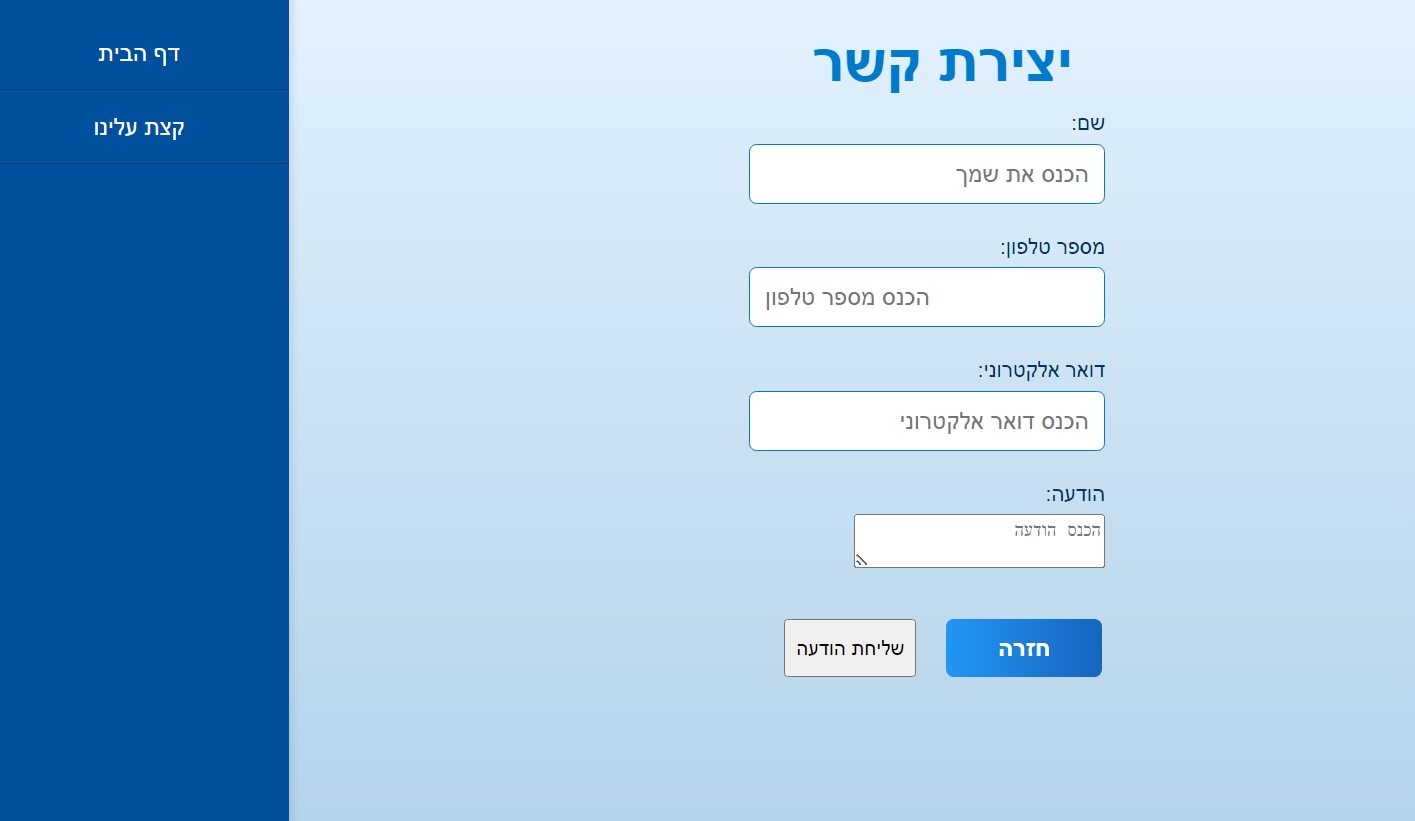 דף הבית
קצת עלינו
יצירת קשר
שם:
הכנס את שמך
מספר טלפון:
הכנס מספר טלפון
דואר אלקטרוני:
הכנס דואר אלקטרוני
הודעה:
הכנס הודעה
חזרה
שליחת הודעה